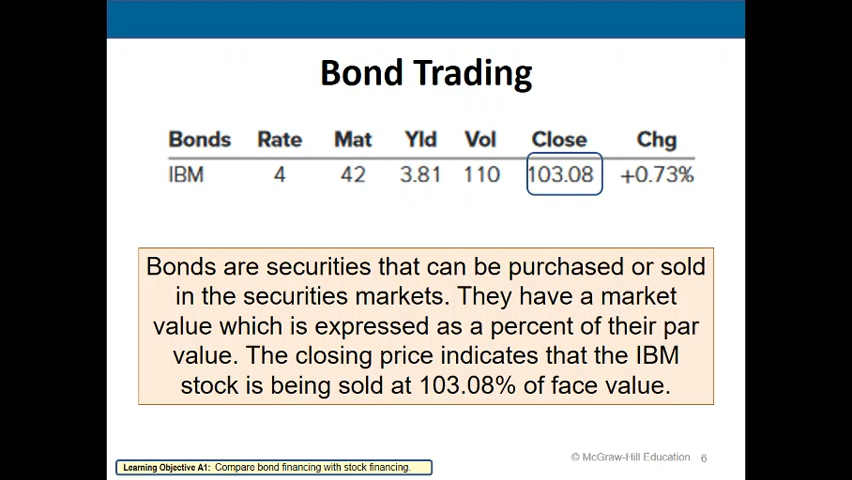 Bond Trading
Bonds Rate Mat Yld Vol Close Chg
IBM 4 42 3.81 110 103.08 +0.73%
Bonds are securities that can be purchased or sold
in the securities markets. They have a market
value which is expressed as a percent of their par
value. The closing price indicates that the IBM
stock is being sold at 103.08% of face value.
© McGraw-Hill Education 6
Learning Objective A1: Compare bond financing with stock financing.